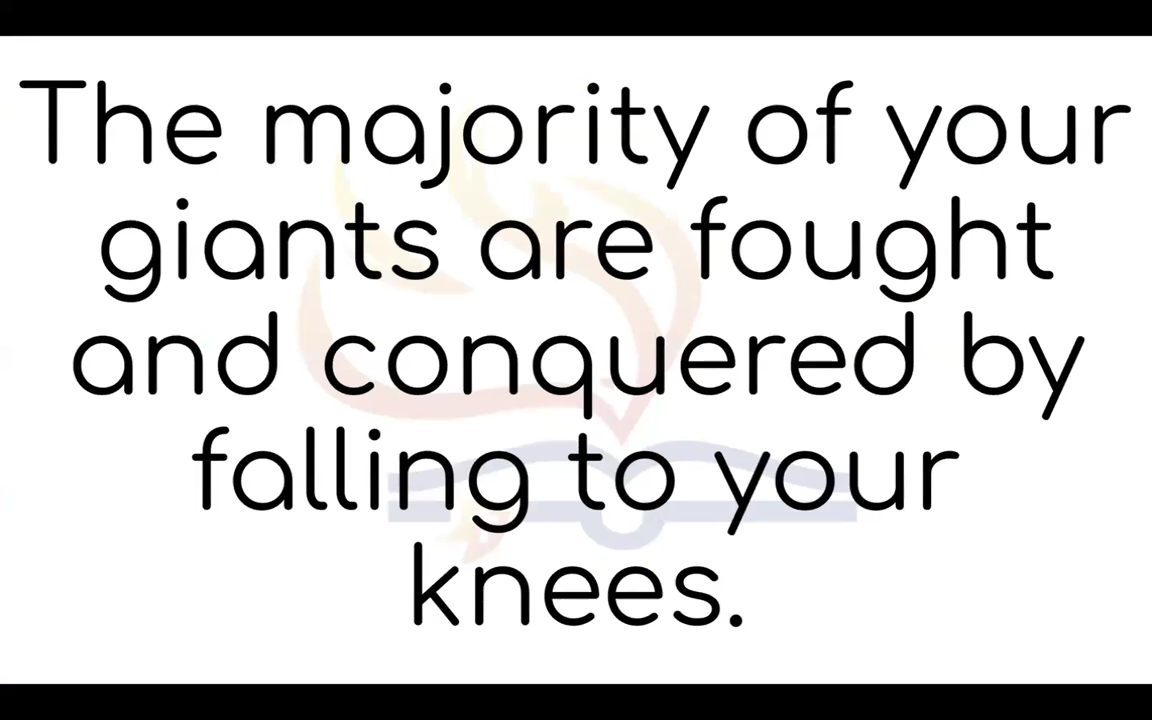 The majority of your
giants are fought
and conquered by
falling to your
knees.